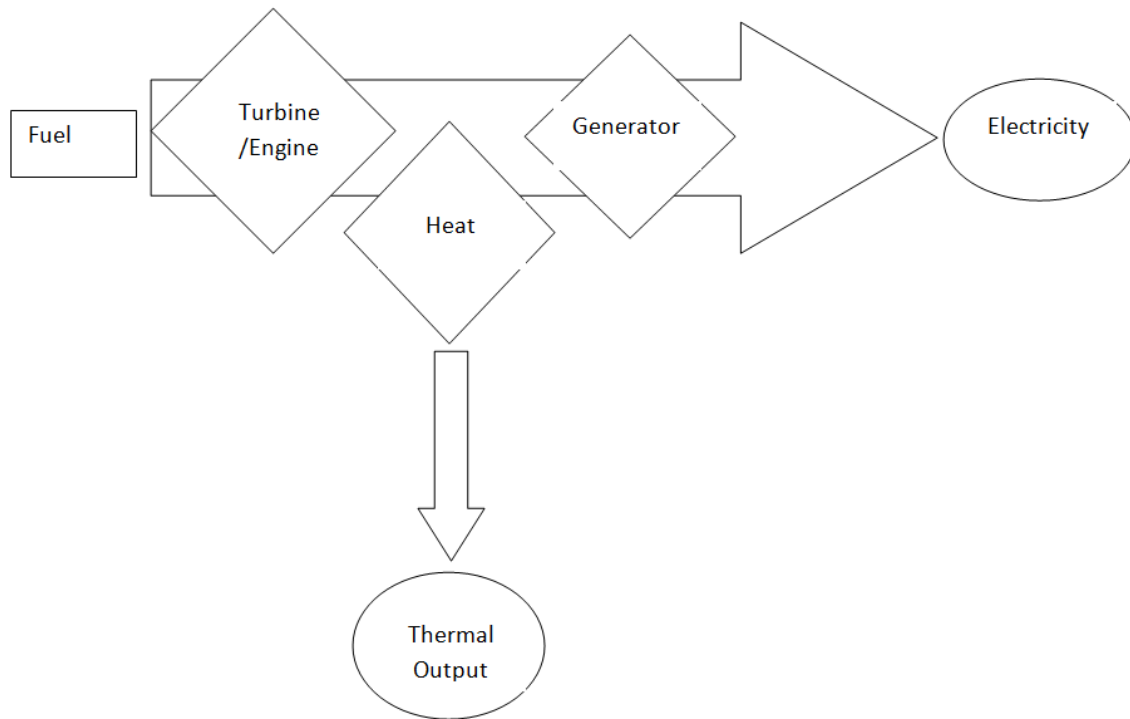 Fuel
Turbine
/Engine
Generator
Electricity
Heat
Thermal
Output